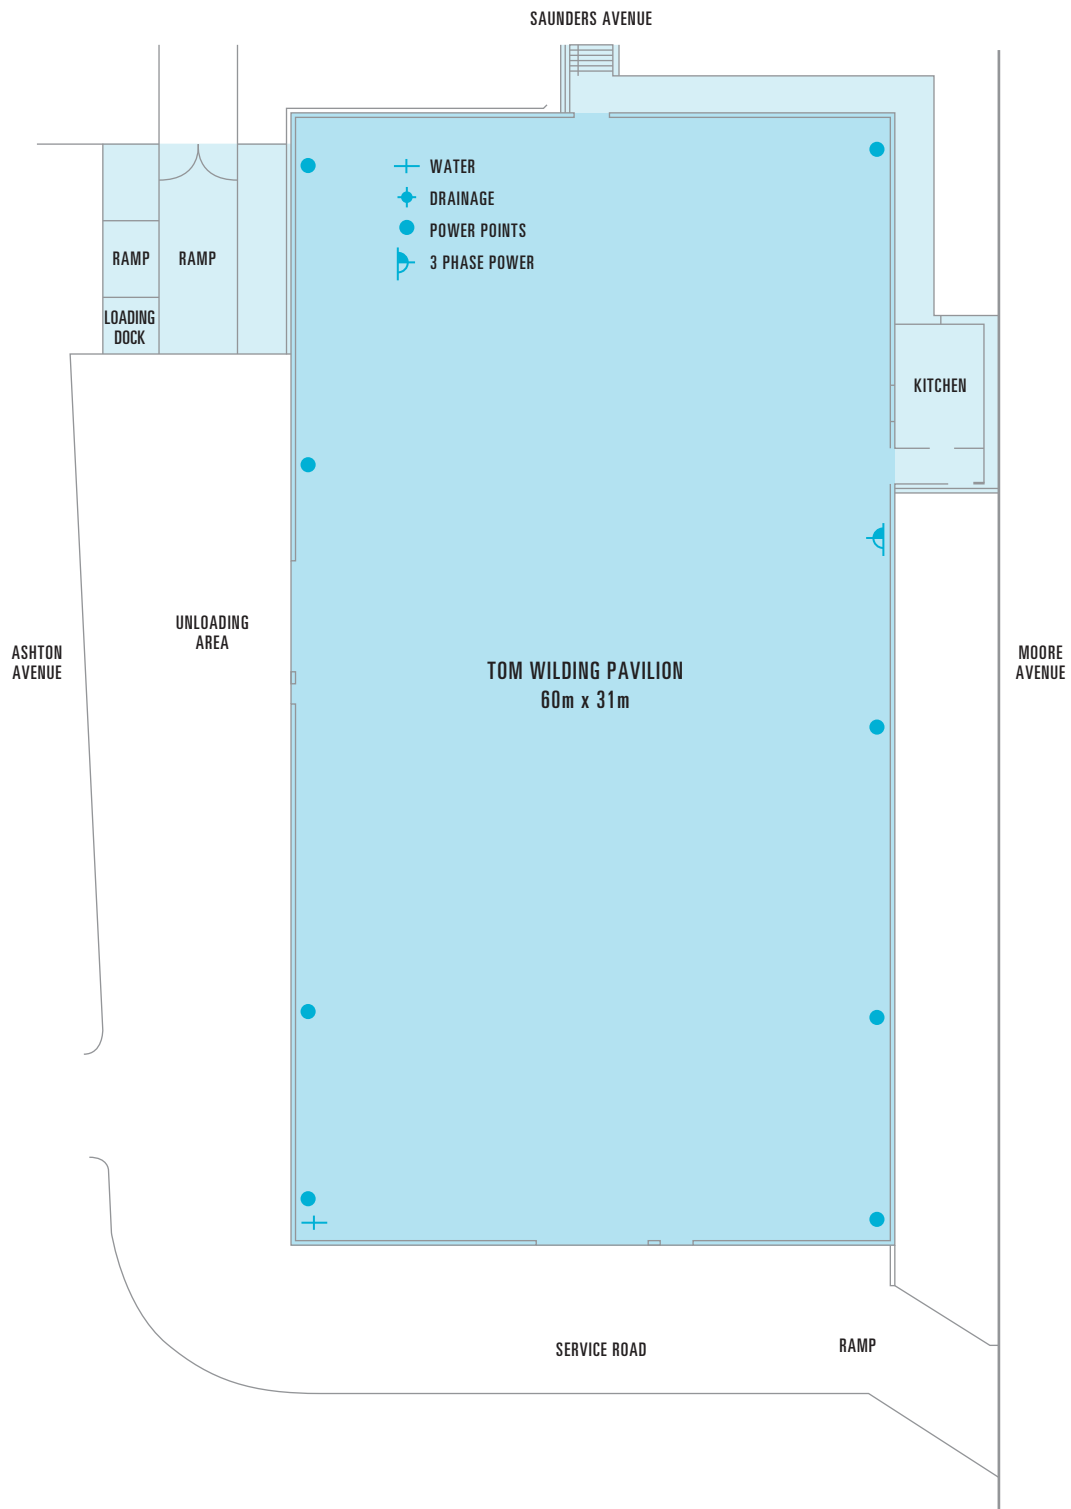 SAUNDERS AVENUE
WATER
DRAINAGE
POWER POINTS
3 PHASE POWER
RAMP
RAMP
LOADING
DOCK
KITCHEN
UNLOADING
AREA
ASHTON
AVENUE
TOM WILDING PAVILION
60m x 31m
MOORE
AVENUE
SERVICE ROAD
RAMP